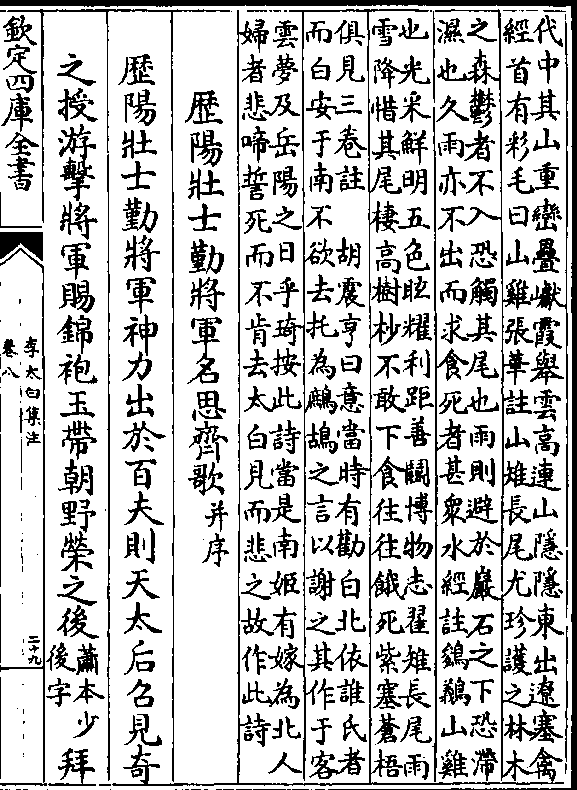 代中其山重巒疊巘霞舉雲高連山隱隱東出遼塞禽
經首有彩毛曰山雞張華註山雉長尾尤珍護之林木
之森鬱者不入恐觸其尾也雨則避於巖石之下恐滯
濕也久雨亦不出而求食死者甚衆水經註山雞
也光采鮮明五色眩耀利距善鬬博物志翟雉長尾雨
雪降惜其尾棲高樹杪不敢下食往往餓死紫塞蒼梧
俱見三卷註　胡震亨曰意當時有勸白北依誰氏者
而白安于南不欲去托為鷓鴣之言以謝之其作于客
雲夢及岳陽之日乎琦按此詩當是南姬有嫁為北人
婦者悲啼誓死而不肯去太白見而悲之故作此詩
歴陽壯士勤將軍名思齊歌并序
歴陽壯士勤將軍神力出於百夫則天太后召見奇
之授游擊將軍賜錦袍玉帶朝野榮之後蕭本少後字拜
欽定四庫全書
李太白集注
卷八
二十九